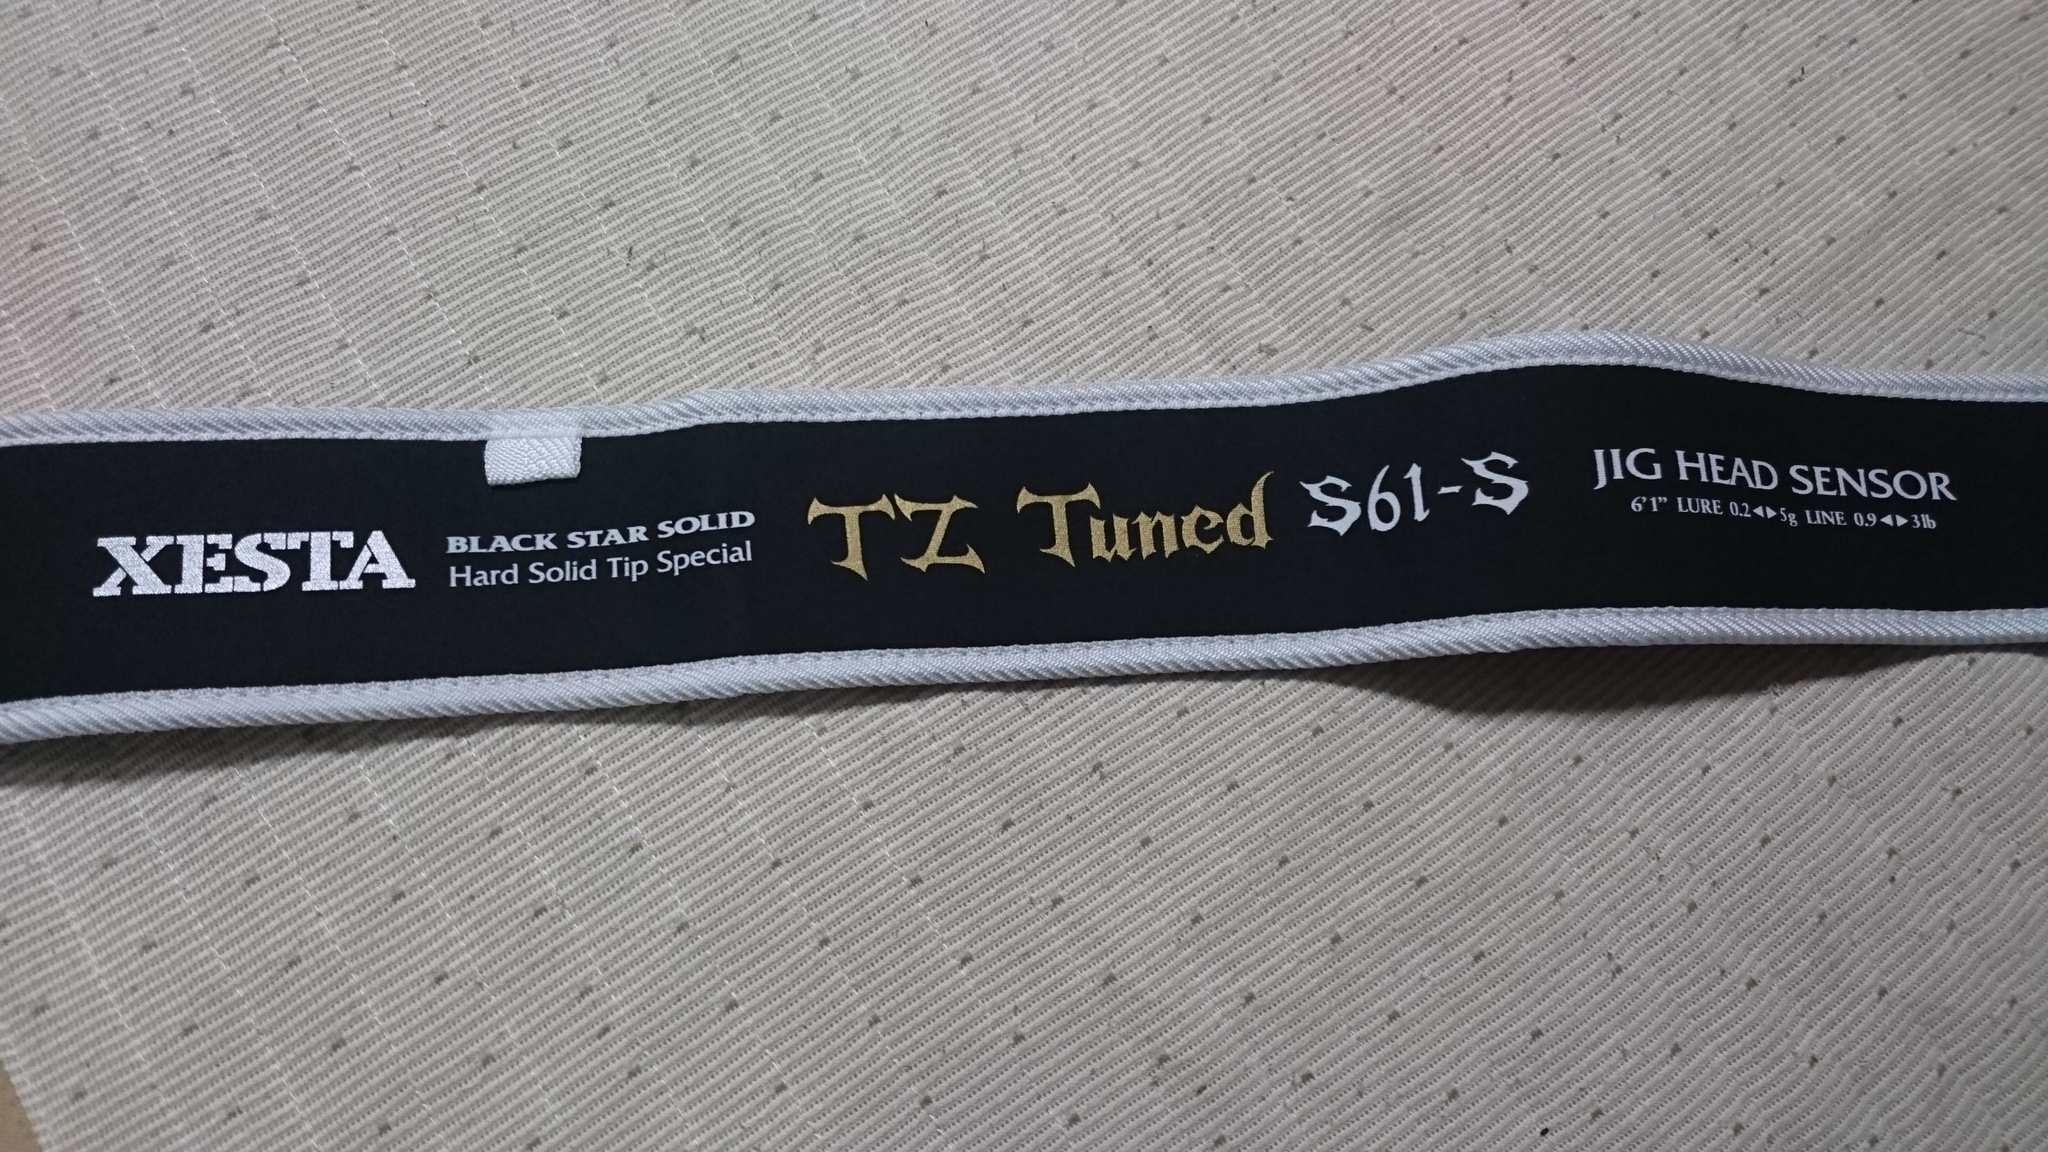 XESTA
BLACK STAR SOLID
Hard Solid Tip Special
TZ Tuned S61-S
JIG HEAD SENSOR
6'1" LURE 0.2◀▶5g LINE 0.9◀▶3lb